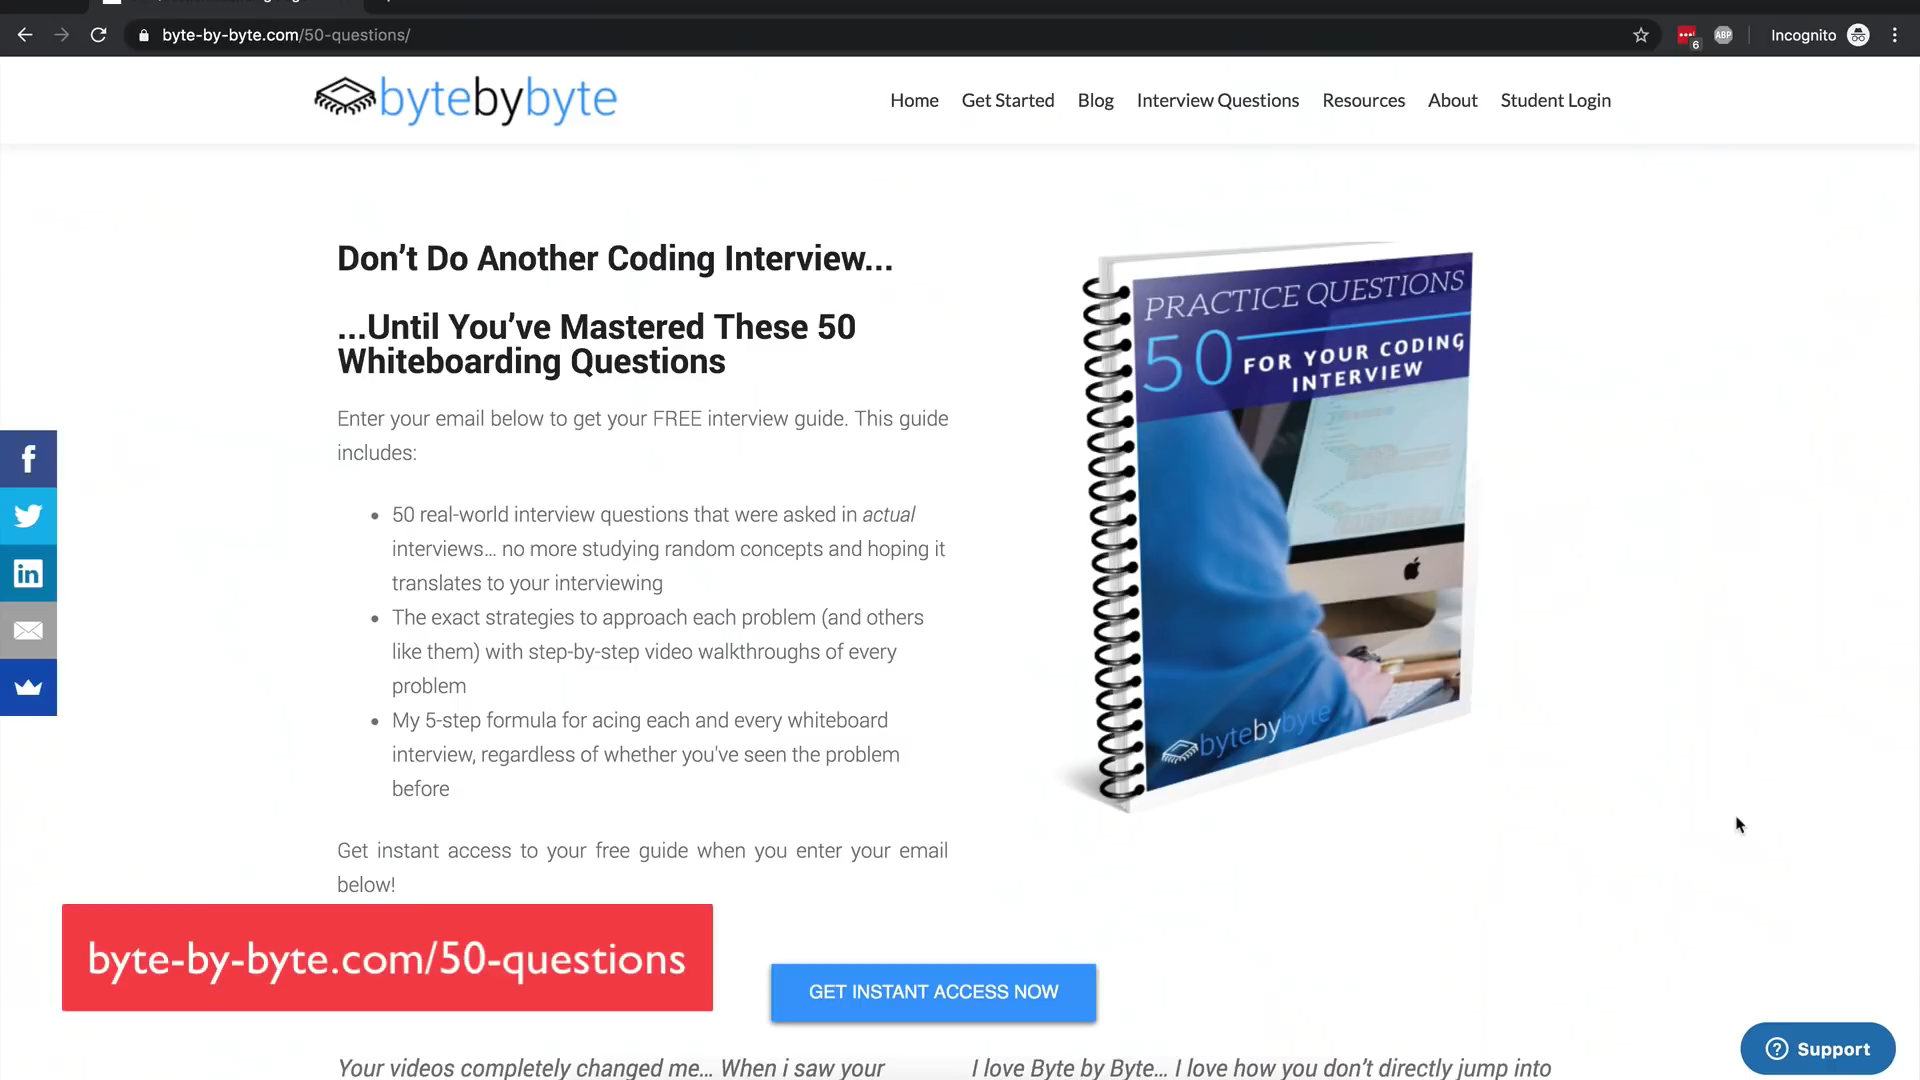 byte-by-byte.com/50-questions/
6
ABP
Incognito
bytebybyte
Home
Get Started
Blog
Interview Questions
Resources
About
Student Login
Don't Do Another Coding Interview...
...Until You've Mastered These 50
Whiteboarding Questions
Enter your email below to get your FREE interview guide. This guide
includes:
50 real-world interview questions that were asked in actual
interviews... no more studying random concepts and hoping it
translates to your interviewing
The exact strategies to approach each problem (and others
like them) with step-by-step video walkthroughs of every
problem
My 5-step formula for acing each and every whiteboard
interview, regardless of whether you've seen the problem
before
Get instant access to your free guide when you enter your email
below!
PRACTICE QUESTIONS
50 FOR YOUR CODING
INTERVIEW
bytebybyte
byte-by-byte.com/50-questions
GET INSTANT ACCESS NOW
Your videos completely changed me... When i saw your
I love Byte by Byte... I love how you don't directly jump into
Support